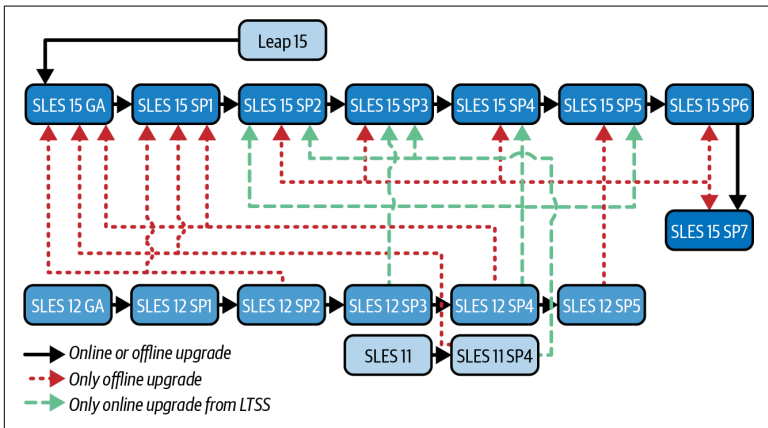 Leap 15
SLES 15 GA
SLES 15 SP1
SLES 15 SP2
SLES 15 SP3
SLES 15 SP4
SLES 15 SP5
SLES 15 SP6
SLES 15 SP7
SLES 12 GA
SLES 12 SP1
SLES 12 SP2
SLES 12 SP3
SLES 12 SP4
SLES 12 SP5
SLES 11
SLES 11 SP4
Online or offline upgrade
Only offline upgrade
Only online upgrade from LTSS